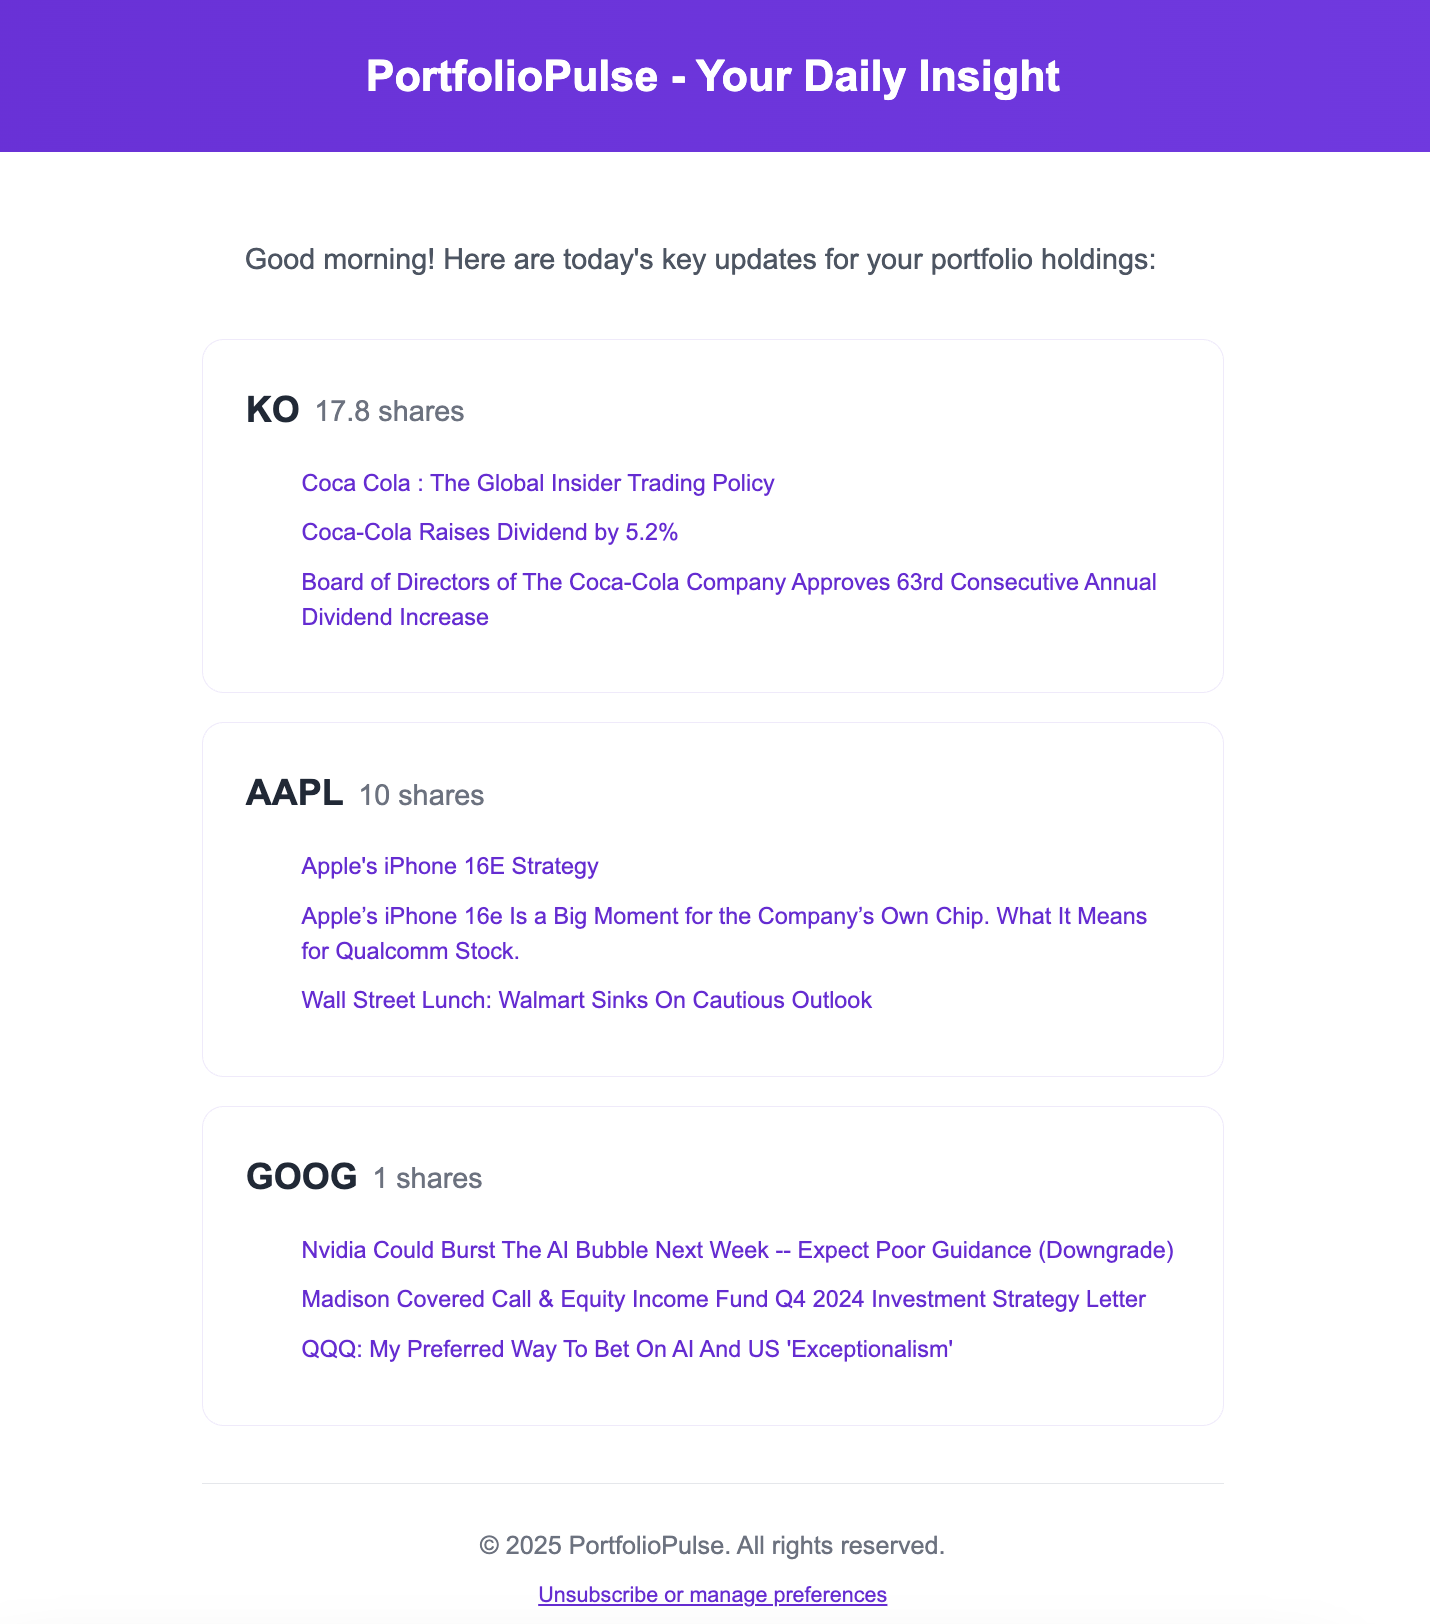 PortfolioPulse - Your Daily Insight
Good morning! Here are today's key updates for your portfolio holdings:
KO 17.8 shares
Coca Cola : The Global Insider Trading Policy
Coca-Cola Raises Dividend by 5.2%
Board of Directors of The Coca-Cola Company Approves 63rd Consecutive Annual
Dividend Increase
AAPL 10 shares
Apple's iPhone 16E Strategy
Apple’s iPhone 16e Is a Big Moment for the Company’s Own Chip. What It Means
for Qualcomm Stock.
Wall Street Lunch: Walmart Sinks On Cautious Outlook
GOOG 1 shares
Nvidia Could Burst The AI Bubble Next Week -- Expect Poor Guidance (Downgrade)
Madison Covered Call & Equity Income Fund Q4 2024 Investment Strategy Letter
QQQ: My Preferred Way To Bet On AI And US 'Exceptionalism'
© 2025 PortfolioPulse. All rights reserved.
Unsubscribe or manage preferences